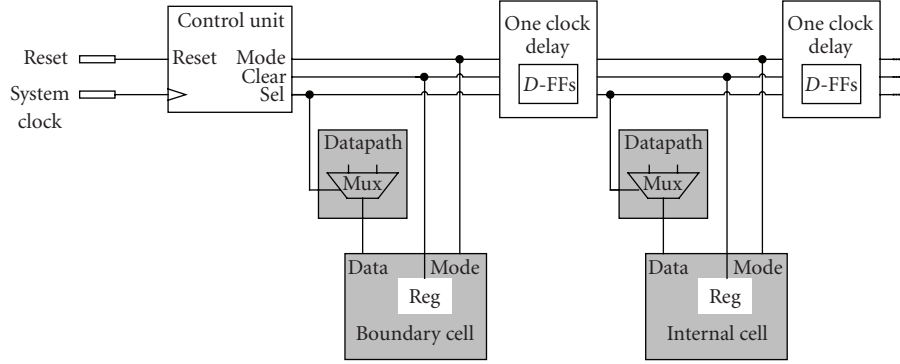 Control unit
One clock
delay
One clock
delay
Reset
Reset
Mode
Clear
Sel
System
clock
D-FFs
D-FFs
Datapath
Mux
Datapath
Mux
Data
Mode
Reg
Boundary cell
Data
Mode
Reg
Internal cell